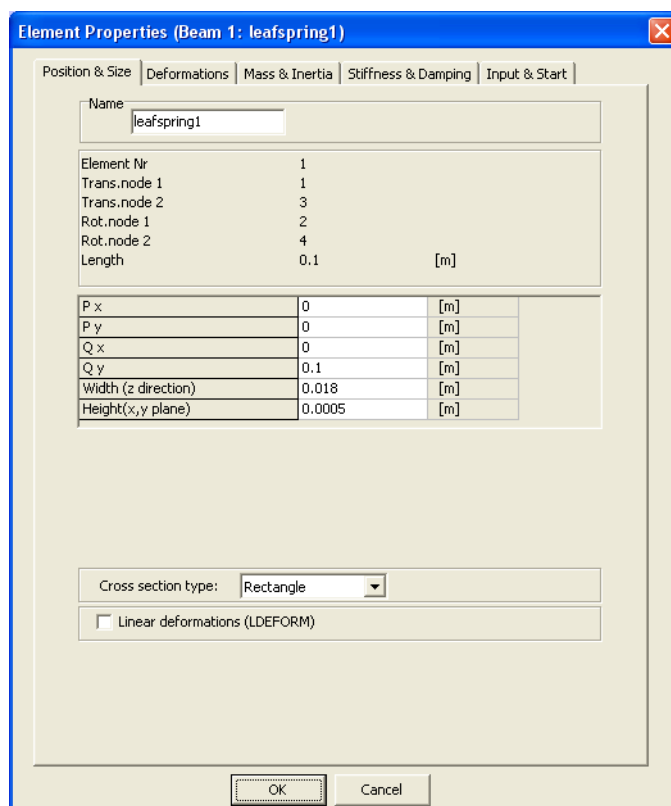 Element Properties (Beam 1: leafspring1)
Position & Size Deformations Mass & Inertia Stiffness & Damping Input & Start
Name
leafspring1
Element Nr 1
Trans.node 1 1
Trans.node 2 3
Rot.node 1 2
Rot.node 2 4
Length 0.1 [m]
P x 0 [m]
P y 0 [m]
Q x 0 [m]
Q y 0.1 [m]
Width (z direction) 0.018 [m]
Height(x,y plane) 0.0005 [m]
Cross section type: Rectangle
Linear deformations (LDEFORM)
OK Cancel